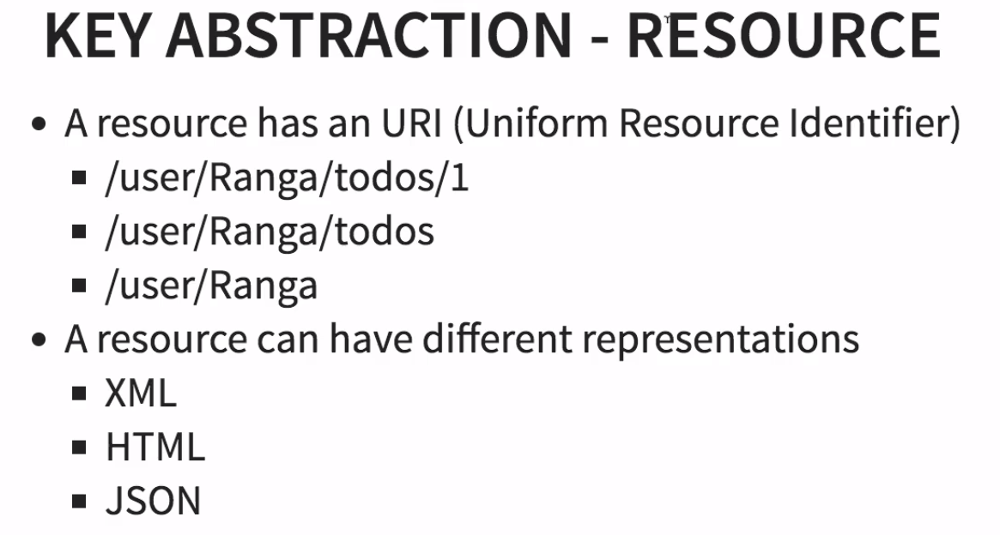 KEY ABSTRACTION - RESOURCE
• A resource has an URI (Uniform Resource Identifier)
▪ /user/Ranga/todos/1
▪ /user/Ranga/todos
▪ /user/Ranga
• A resource can have different representations
▪ XML
▪ HTML
▪ JSON